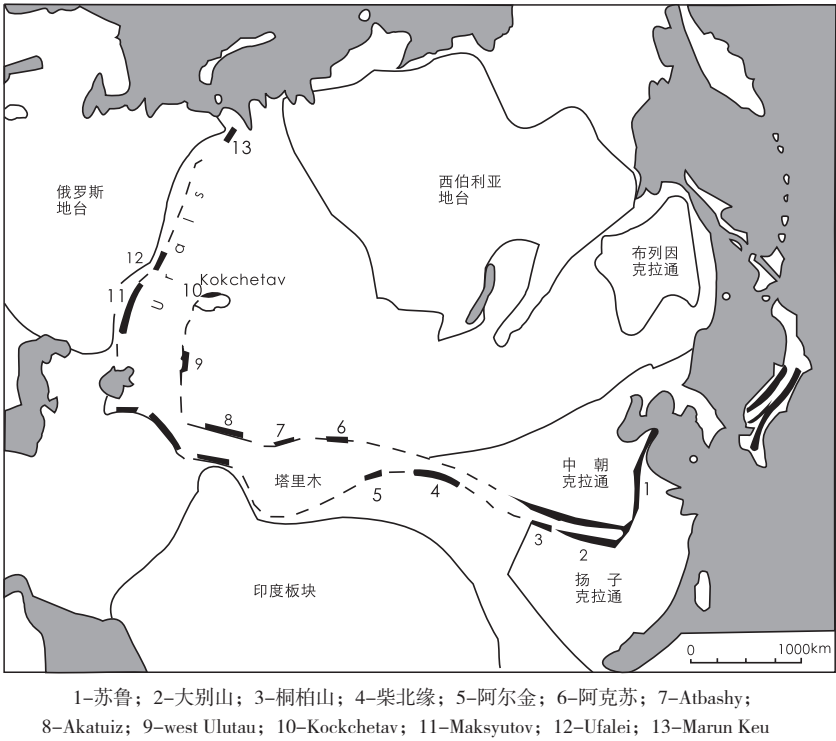 13
俄罗斯
地台
西伯利亚
地台
Urals
布列因
克拉通
12
Kokchetav
10
11
9
8
7
6
塔里木
5
4
中 朝
克拉通
1
3
2
扬 子
克拉通
印度板块
0 1000km
1-苏鲁；2-大别山；3-桐柏山；4-柴北缘；5-阿尔金；6-阿克苏；7-Atbashy；
8-Akatuiz；9-west Ulutau；10-Kockchetav；11-Maksyutov；12-Ufalei；13-Marun Keu